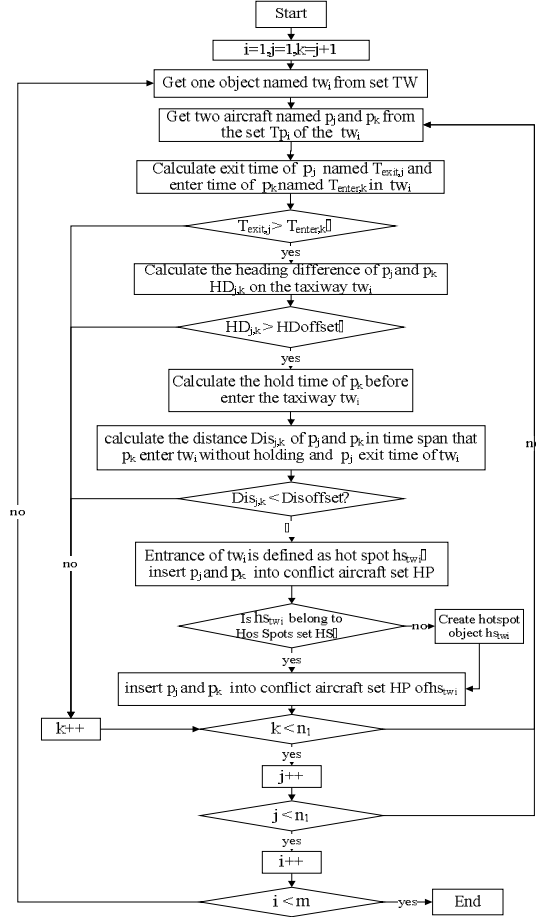 Start
i=1,j=1,k=j+1
Get one object named twi from set TW
Get two aircraft named pj and pk from
the set Tpi of the twi
Calculate exit time of pj named Texit,j and
enter time of pk named Tenter,k in twi
Texit,j > Tenter,k
yes
Calculate the heading difference of pj and pk
HDj,k on the taxiway twi
HDj,k > HDoffset
yes
Calculate the hold time of pk before
enter the taxiway twi
calculate the distance Disj,k of pj and pk in time span that
pk enter twi without holding and pj exit time of twi
Disj,k < Disoffset?
Entrance of twi is defined as hot spot hstwi
insert pj and pk into conflict aircraft set HP
Is hstwi belong to
Hos Spots set HS
no
Create hotspot
object hstwi
yes
insert pj and pk into conflict aircraft set HP ofhstwi
k++
k < n1
yes
j++
j < n1
yes
i++
i < m
yes
End
no
no